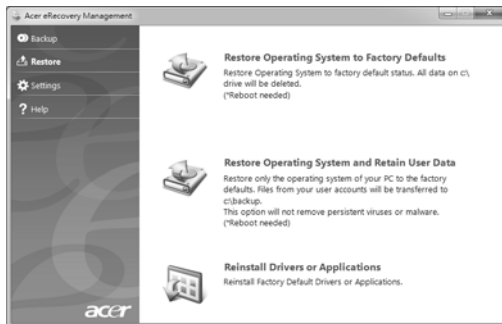 Acer eRecovery Management
Backup
Restore
Settings
Help
Restore Operating System to Factory Defaults
Restore Operating System to factory default status. All data on c:\
drive will be deleted.
(*Reboot needed)
Restore Operating System and Retain User Data
Restore only the operating system of your PC to the factory
defaults. Files from your user accounts will be transferred to
c:\backup.
This option will not remove persistent viruses or malware.
(*Reboot needed)
Reinstall Drivers or Applications
Reinstall Factory Default Drivers or Applications.
acer